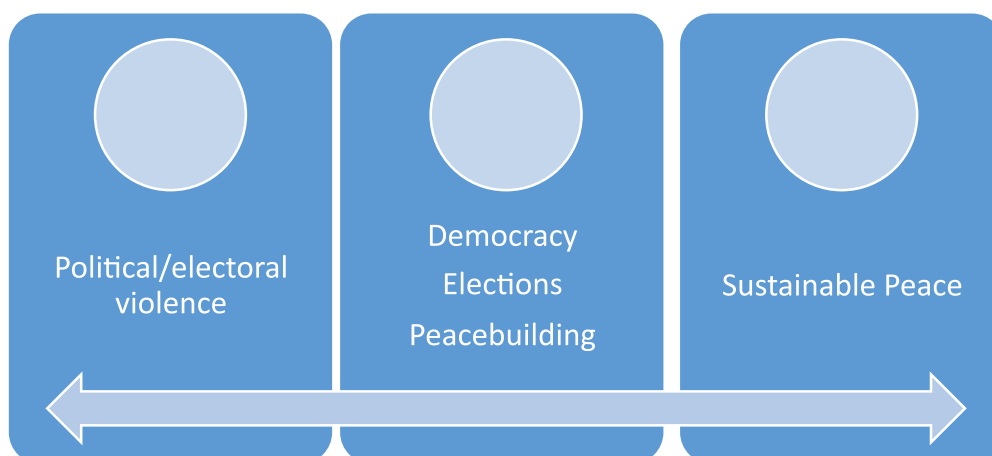 Political/electoral
violence
Democracy
Elections
Peacebuilding
Sustainable Peace